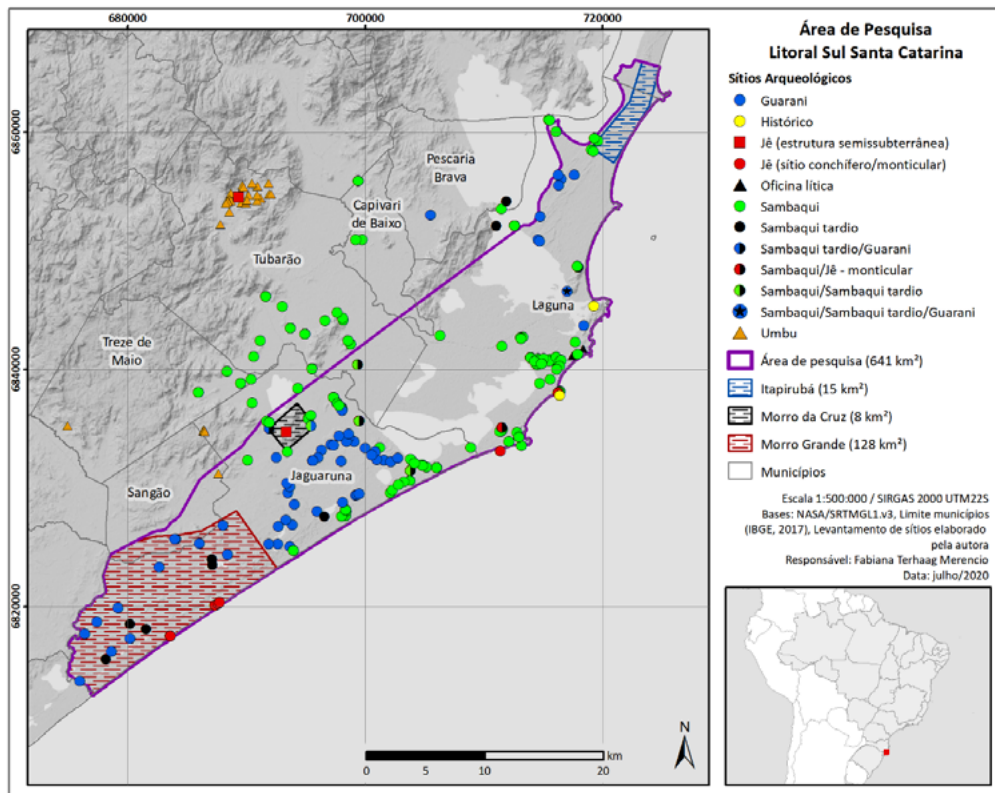 680000
700000
720000
6860000
6840000
6820000
Pescaria
Brava
Capivari
de Baixo
Tubarão
Laguna
Treze de
Maio
Jaguaruna
Sangão
N
km
0
5
10
20
Área de Pesquisa
Litoral Sul Santa Catarina
Sítios Arqueológicos
Guarani
Histórico
Jê (estrutura semissubterrânea)
Jê (sítio conchífero/monticular)
Oficina lítica
Sambaqui
Sambaqui tardio
Sambaqui tardio/Guarani
Sambaqui/Jê - monticular
Sambaqui/Sambaqui tardio
Sambaqui/Sambaqui tardio/Guarani
Umbu
Área de pesquisa (641 km²)
Itapirubá (15 km²)
Morro da Cruz (8 km²)
Morro Grande (128 km²)
Municípios
Escala 1:500:000 / SIRGAS 2000 UTM22S
Bases: NASA/SRTMGL1.v3, Limite municípios
(IBGE, 2017), Levantamento de sítios elaborado
pela autora
Responsável: Fabiana Terhaag Merencio
Data: julho/2020